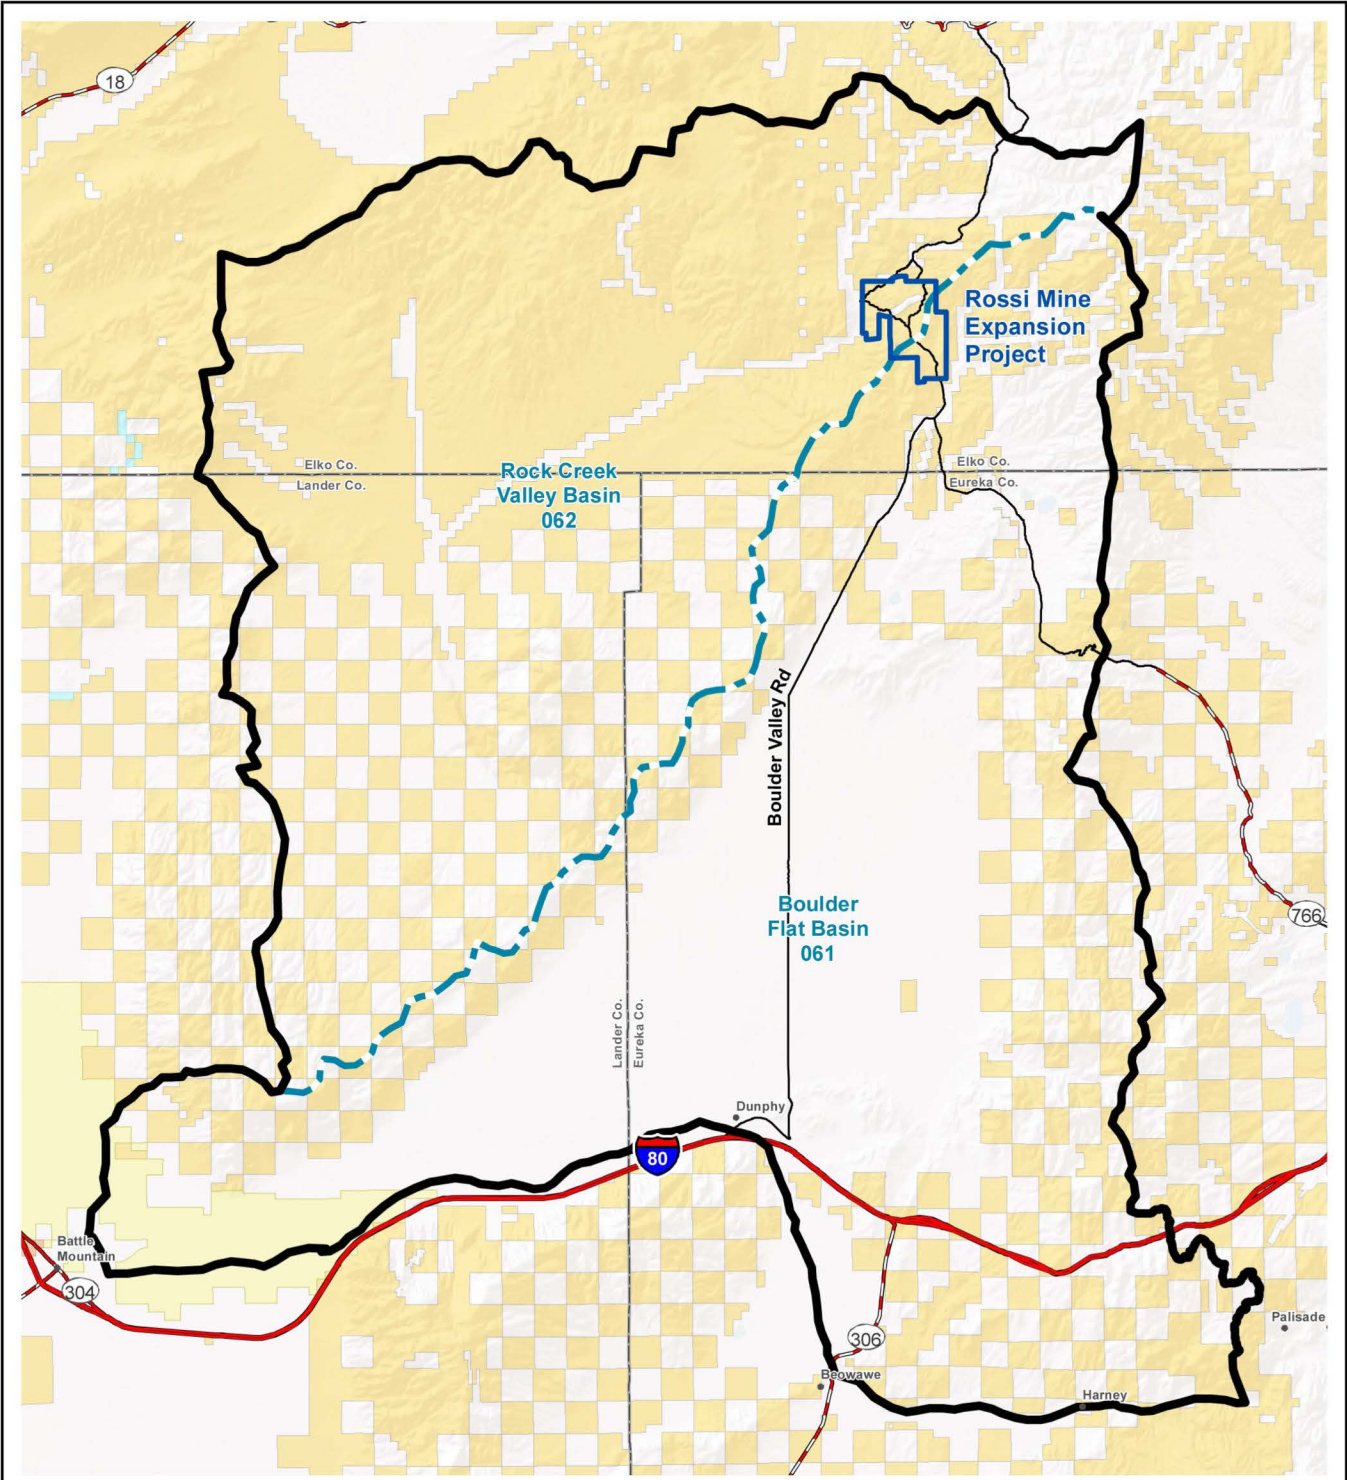 18
Rossi Mine
Expansion
Project
Elko Co.
Lander Co.
Rock Creek
Valley Basin
062
Elko Co.
Eureka Co.
Boulder Valley Rd
766
Boulder
Flat Basin
061
Lander Co.
Eureka Co.
Dunphy
80
Battle
Mountain
304
306
Palisade
Beowawe
Harney